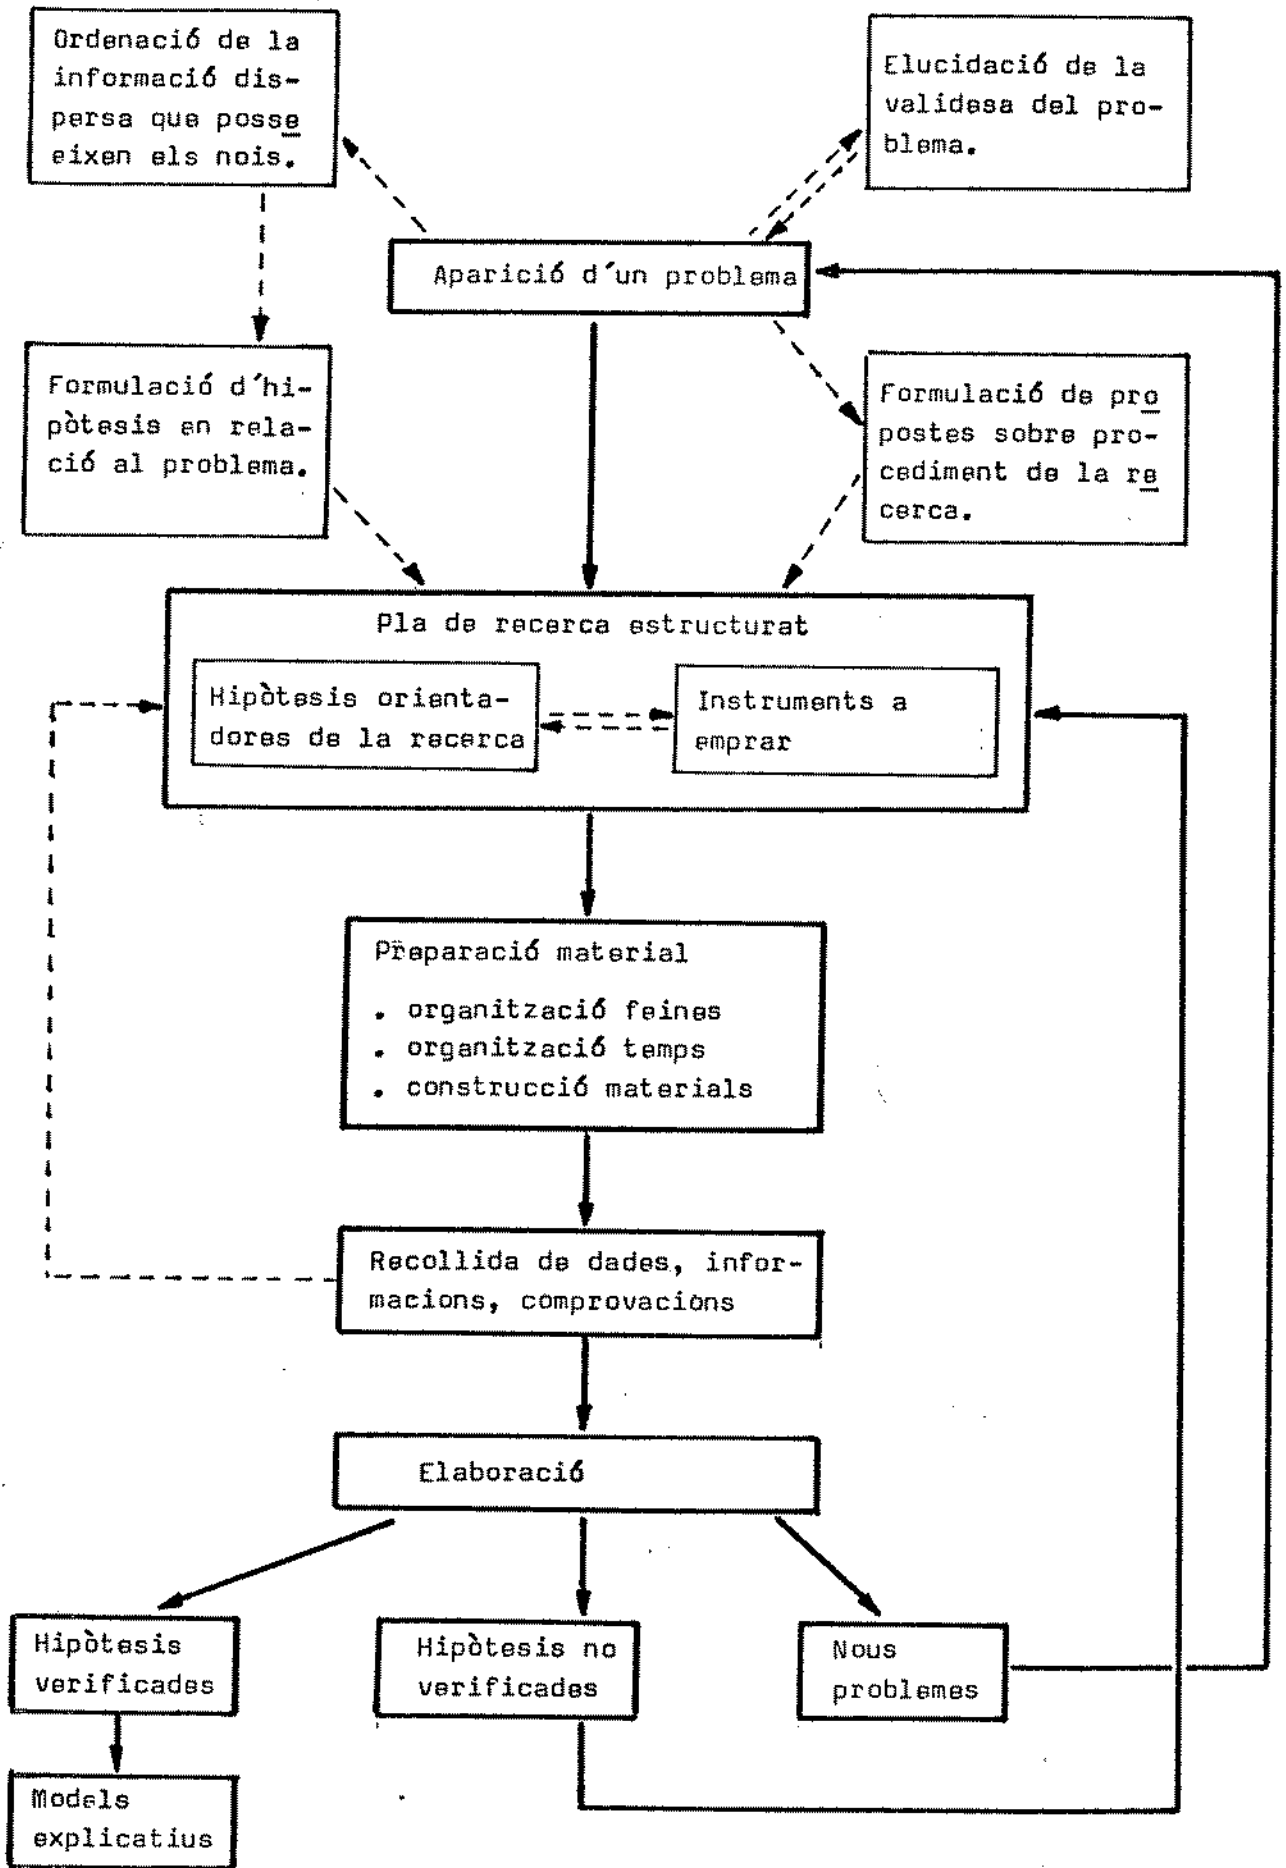 Ordenació de la
informació dis-
persa que posse
eixen els nois.
Elucidació de la
validesa del pro-
blema.
Aparició d´un problema
Formulació d´hi-
pòtesis en rela-
ció al problema.
Formulació de pro
postes sobre pro-
cediment de la re
cerca.
Pla de recerca estructurat
Hipòtesis orienta-
dores de la recerca
Instruments a
emprar
Preparació material
. organització feines
. organització temps
. construcció materials
Recollida de dades, infor-
macions, comprovacions
Elaboració
Hipòtesis
verificades
Hipòtesis no
verificades
Nous
problemes
Models
explicatius